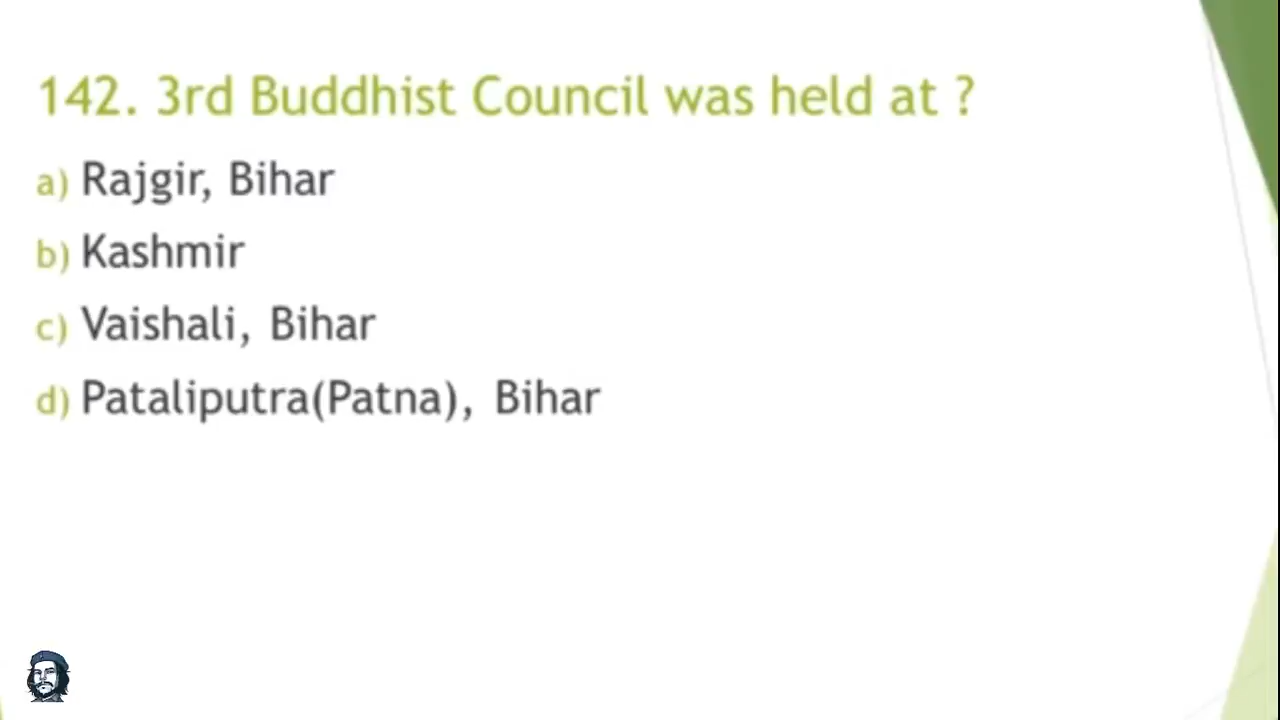 142. 3rd Buddhist Council was held at ?
a) Rajgir, Bihar
b) Kashmir
c) Vaishali, Bihar
d) Pataliputra(Patna), Bihar